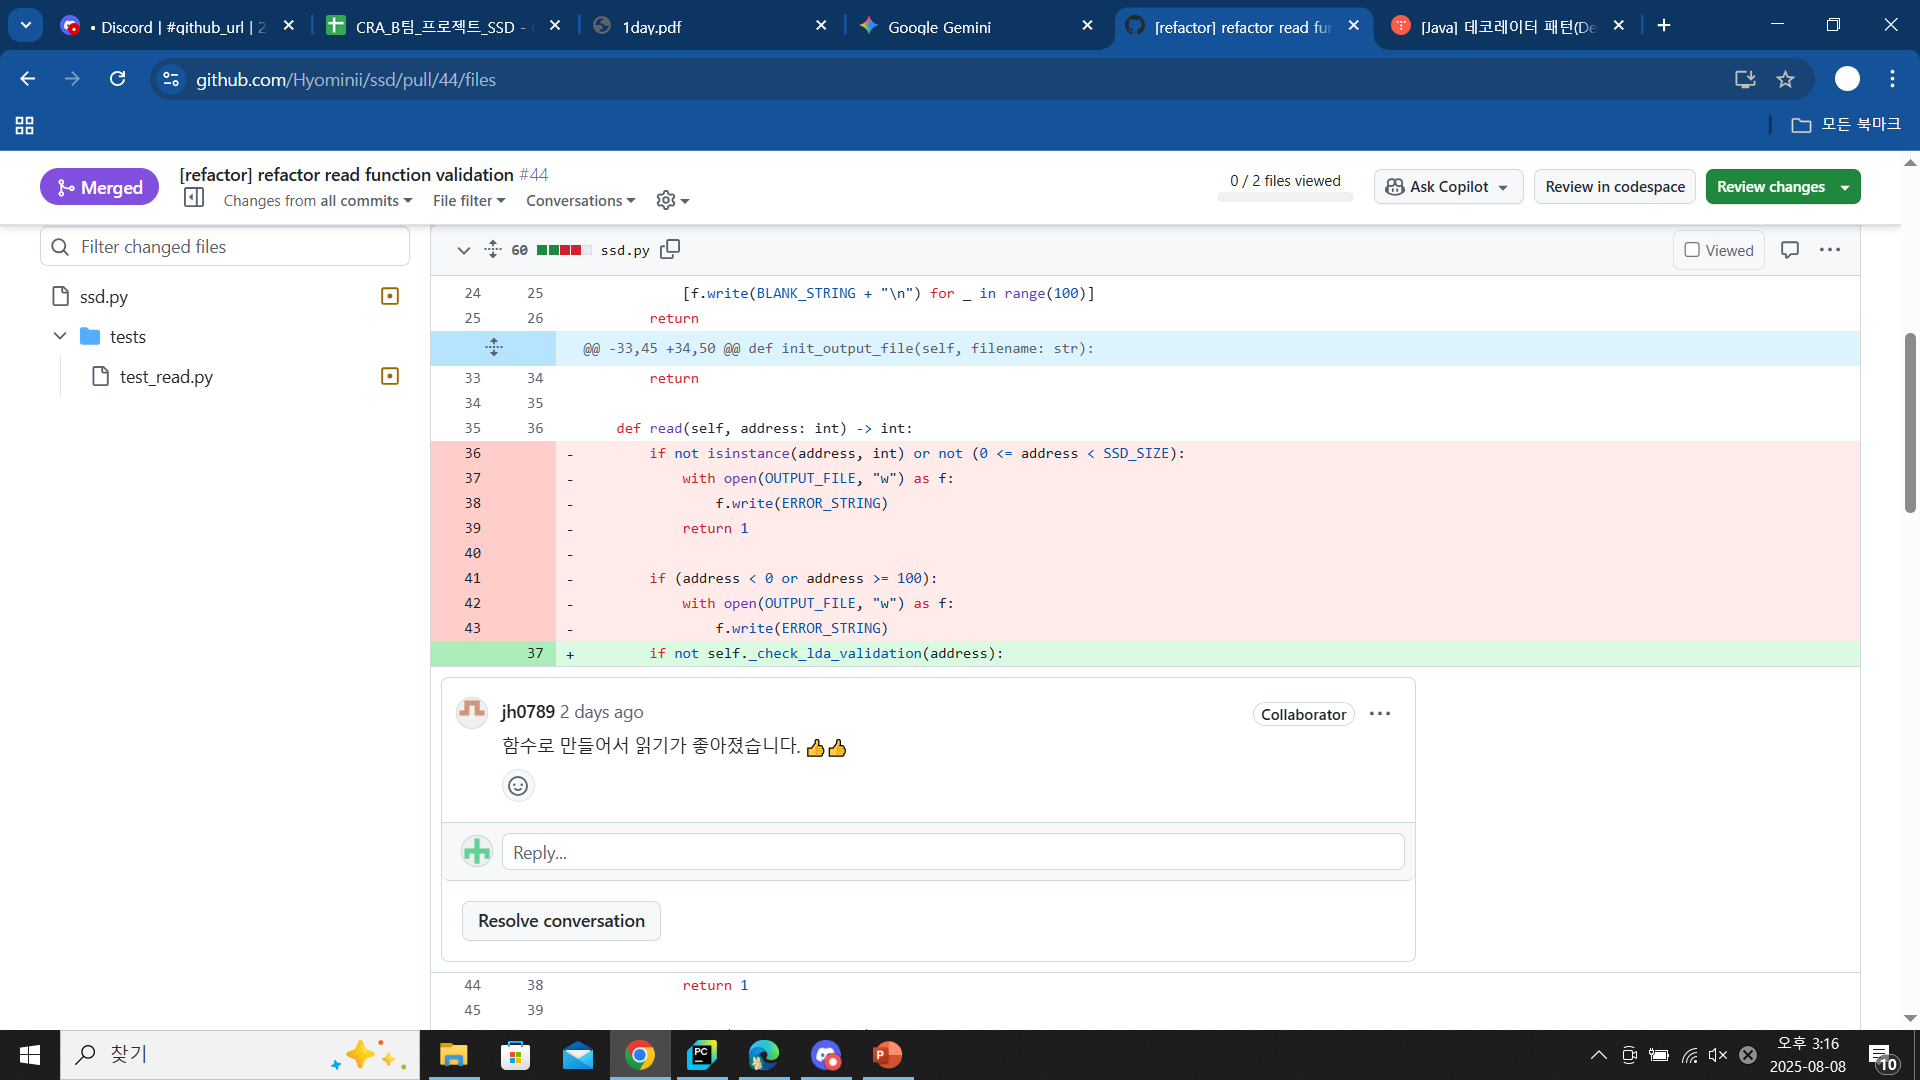 • Discord | #github_url | 2
CRA_B팀_프로젝트_SSD -
1day.pdf
Google Gemini
[refactor] refactor read fun
[Java] 데코레이터 패턴(De
github.com/Hyominii/ssd/pull/44/files
모든 북마크
Merged
[refactor] refactor read function validation #44
Changes from all commits
File filter
Conversations
0 / 2 files viewed
Ask Copilot
Review in codespace
Review changes
Filter changed files
ssd.py
tests
test_read.py
60 ssd.py
Viewed
24 25 [f.write(BLANK_STRING + "\n") for _ in range(100)]
25 26 return
@@ -33,45 +34,50 @@ def init_output_file(self, filename: str):
33 34 return
34 35
35 36 def read(self, address: int) -> int:
36 - if not isinstance(address, int) or not (0 <= address < SSD_SIZE):
37 - with open(OUTPUT_FILE, "w") as f:
38 - f.write(ERROR_STRING)
39 - return 1
40 -
41 - if (address < 0 or address >= 100):
42 - with open(OUTPUT_FILE, "w") as f:
43 - f.write(ERROR_STRING)
37 + if not self._check_lda_validation(address):
jh0789 2 days ago
Collaborator
함수로 만들어서 읽기가 좋아졌습니다. 👍👍
Reply...
Resolve conversation
44 38 return 1
45 39
찾기
오후 3:16
2025-08-08
10